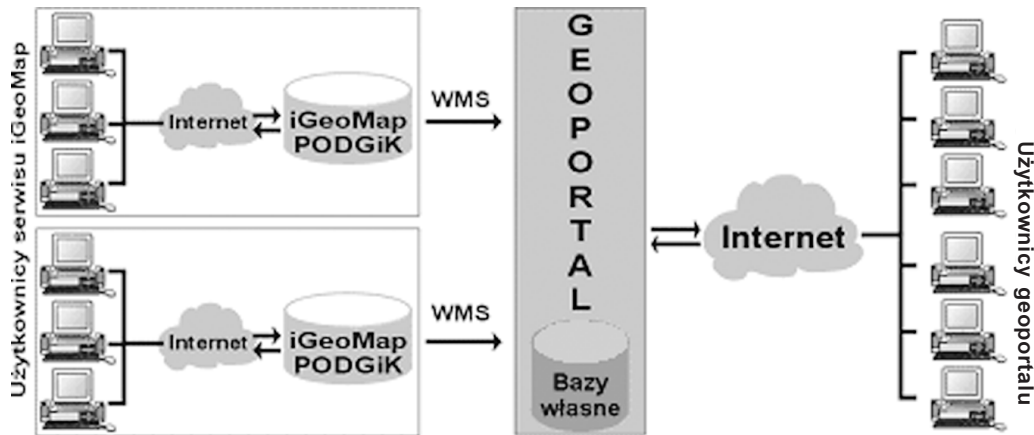 Użytkownicy serwisu iGeoMap
Internet
iGeoMap
PODGiK
WMS
Internet
iGeoMap
PODGiK
WMS
GEOPORTAL
Bazy
własne
Internet
Użytkownicy geoportalu